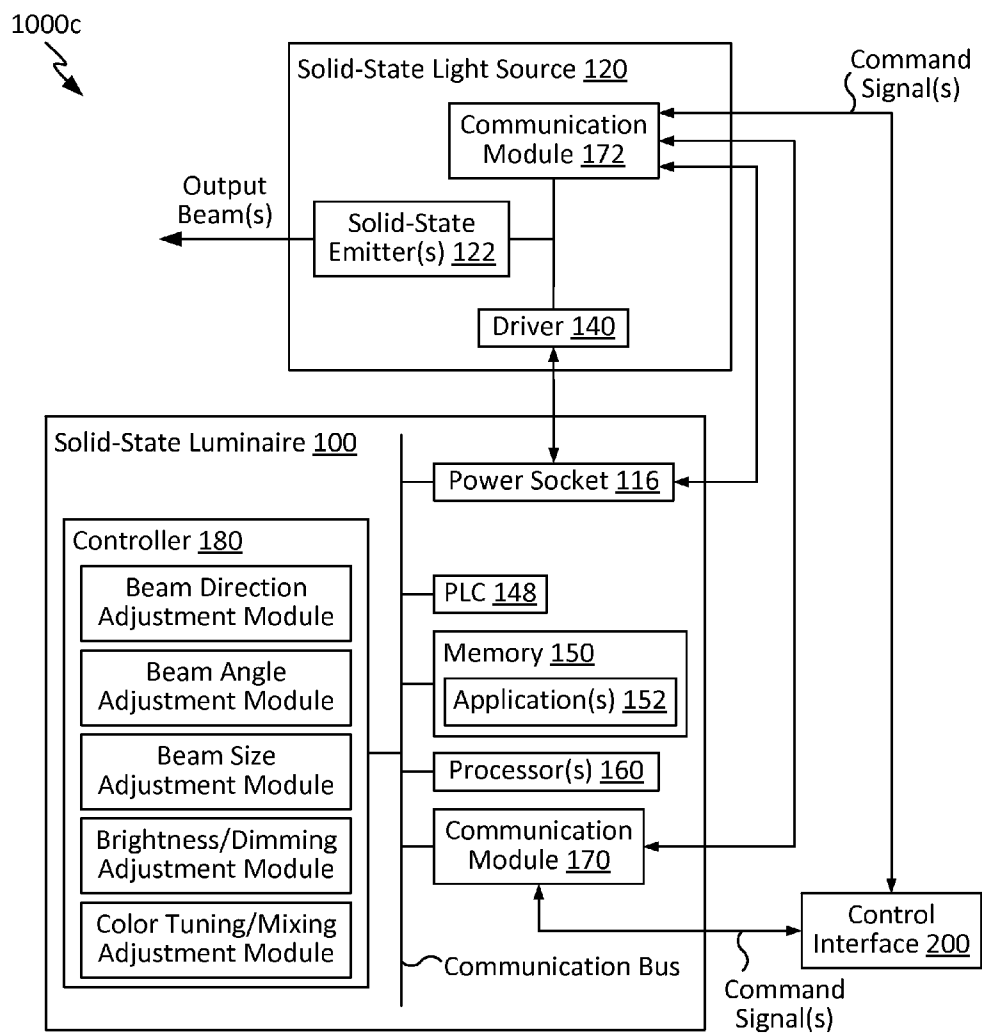 1000c
Solid-State Light Source 120
Command
Signal(s)
Communication
Module 172
Output
Beam(s)
Solid-State
Emitter(s) 122
Driver 140
Solid-State Luminaire 100
Power Socket 116
Controller 180
Beam Direction
Adjustment Module
PLC 148
Beam Angle
Adjustment Module
Memory 150
Application(s) 152
Beam Size
Adjustment Module
Processor(s) 160
Brightness/Dimming
Adjustment Module
Communication
Module 170
Color Tuning/Mixing
Adjustment Module
Control
Interface 200
Communication Bus
Command
Signal(s)